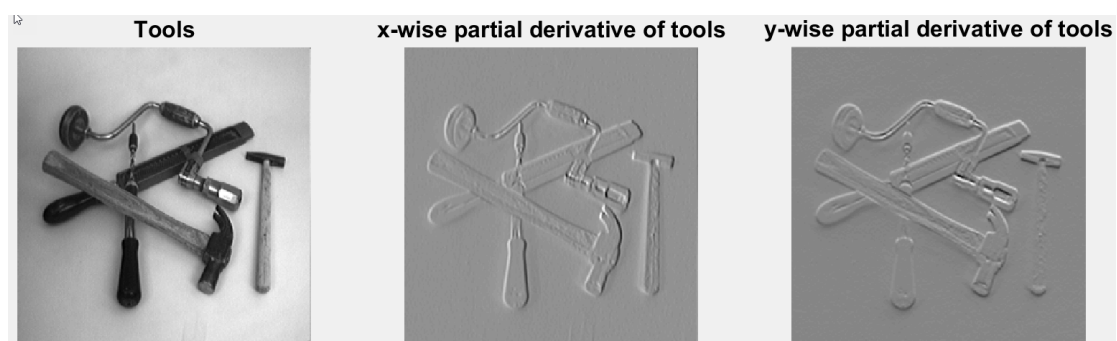 Tools
x-wise partial derivative of tools
y-wise partial derivative of tools